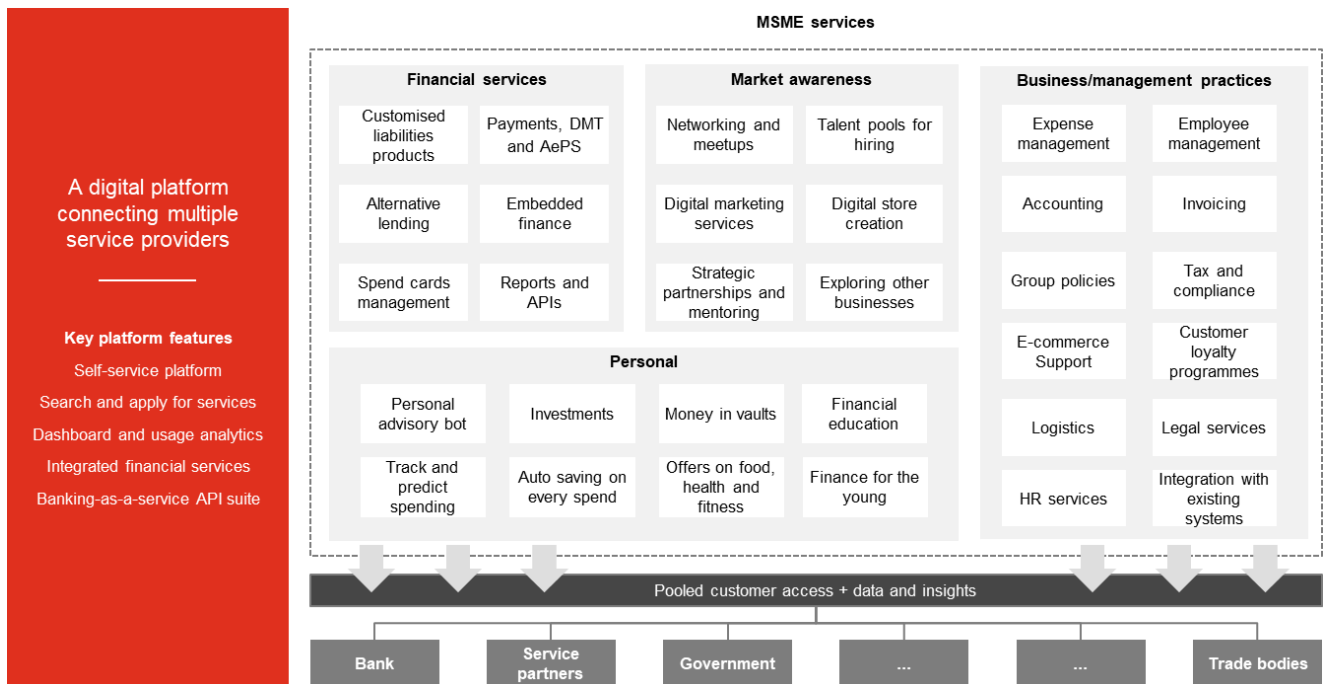 A digital platform
connecting multiple
service providers
Key platform features
Self-service platform
Search and apply for services
Dashboard and usage analytics
Integrated financial services
Banking-as-a-service API suite
MSME services
Financial services
Customised
liabilities
products
Payments, DMT
and AePS
Alternative
lending
Embedded
finance
Spend cards
management
Reports and
APIs
Market awareness
Networking and
meetups
Talent pools for
hiring
Digital marketing
services
Digital store
creation
Strategic
partnerships and
mentoring
Exploring other
businesses
Personal
Personal
advisory bot
Investments
Money in vaults
Financial
education
Track and
predict
spending
Auto saving on
every spend
Offers on food,
health and
fitness
Finance for the
young
Business/management practices
Expense
management
Employee
management
Accounting
Invoicing
Group policies
Tax and
compliance
E-commerce
Support
Customer
loyalty
programmes
Logistics
Legal services
HR services
Integration with
existing
systems
Pooled customer access + data and insights
Bank
Service
partners
Government
...
...
Trade bodies